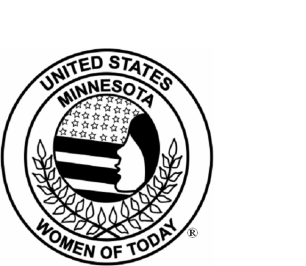 UNITED STATES
MINNESOTA
WOMEN OF TODAY
®